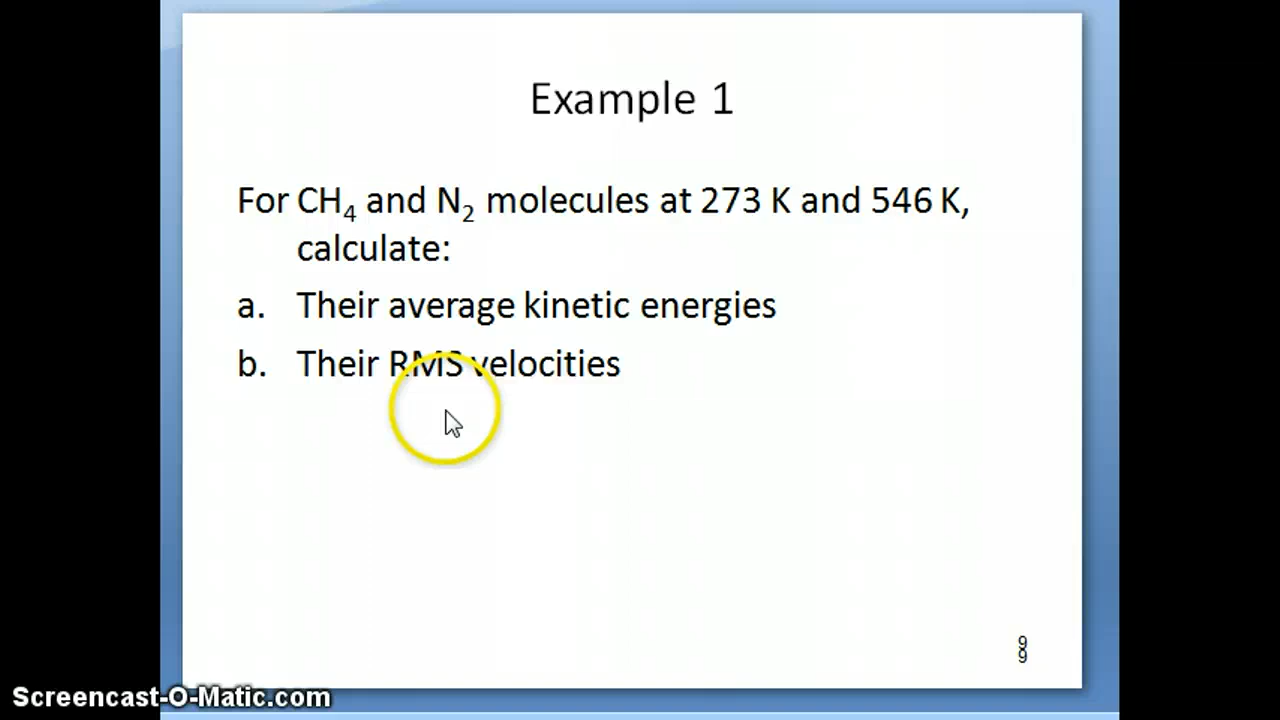 Example 1
For CH₄ and N₂ molecules at 273 K and 546 K,
calculate:
a. Their average kinetic energies
b. Their RMS velocities
9
9
Screencast-O-Matic.com